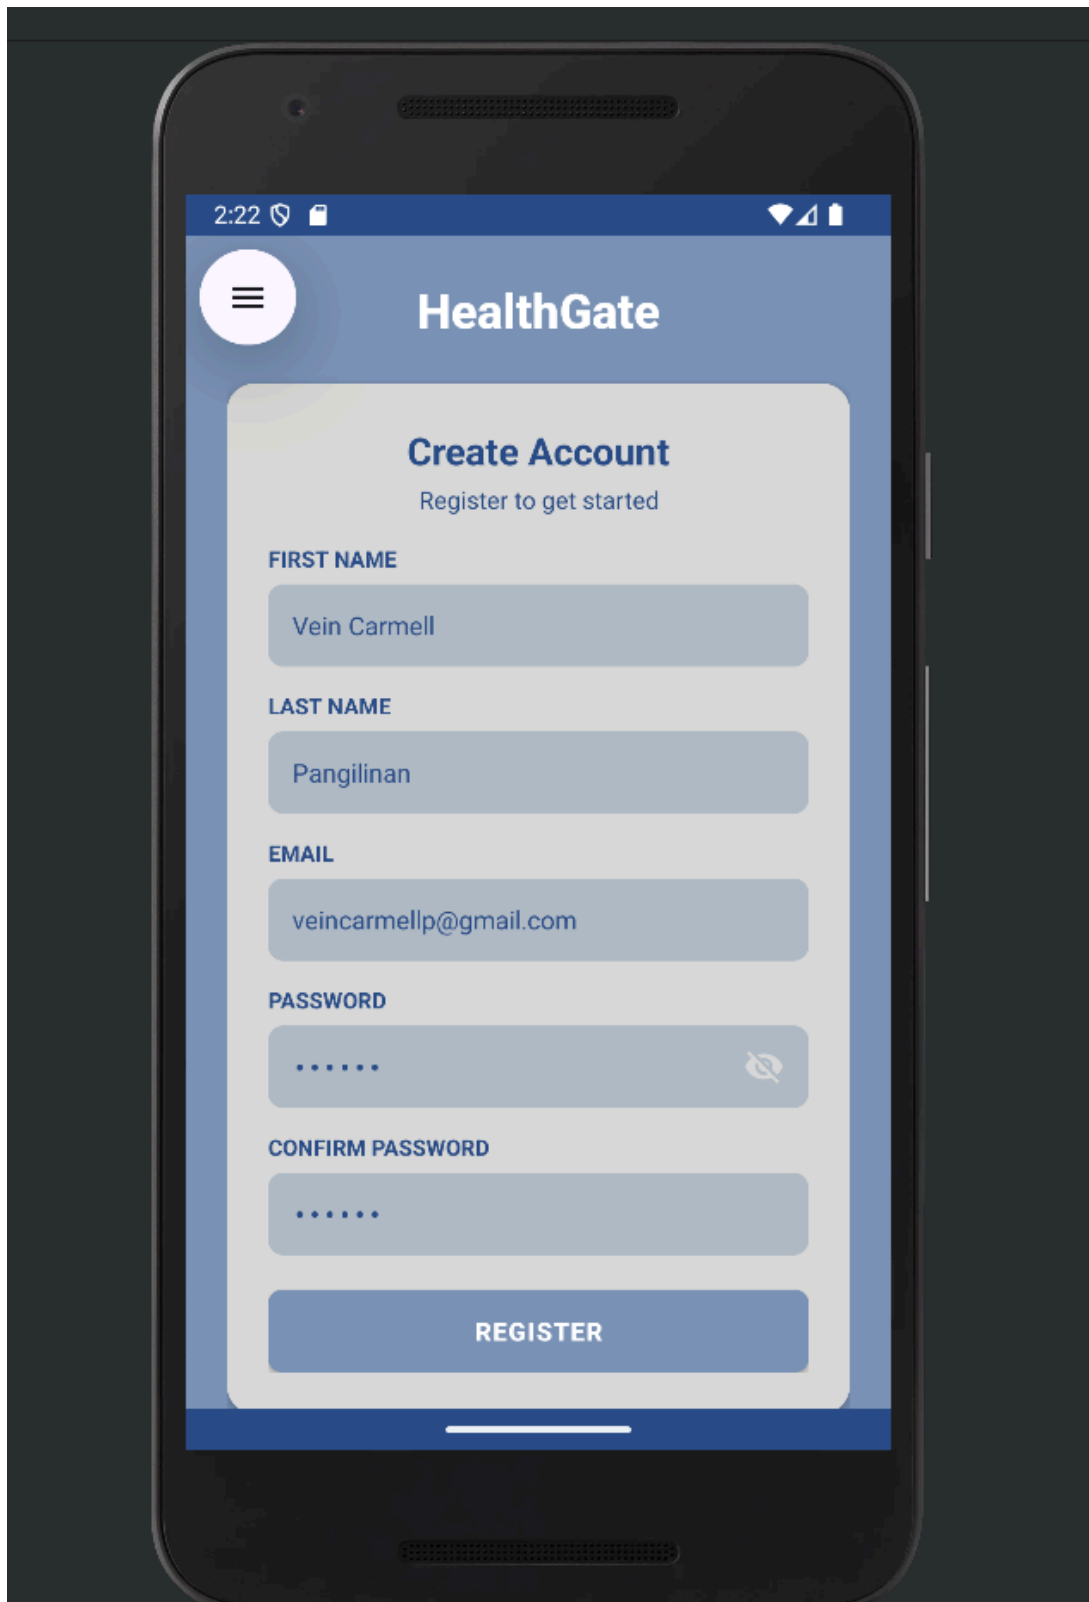 2:22
HealthGate
Create Account
Register to get started
FIRST NAME
Vein Carmell
LAST NAME
Pangilinan
EMAIL
veincarmellp@gmail.com
PASSWORD
••••••
CONFIRM PASSWORD
••••••
REGISTER